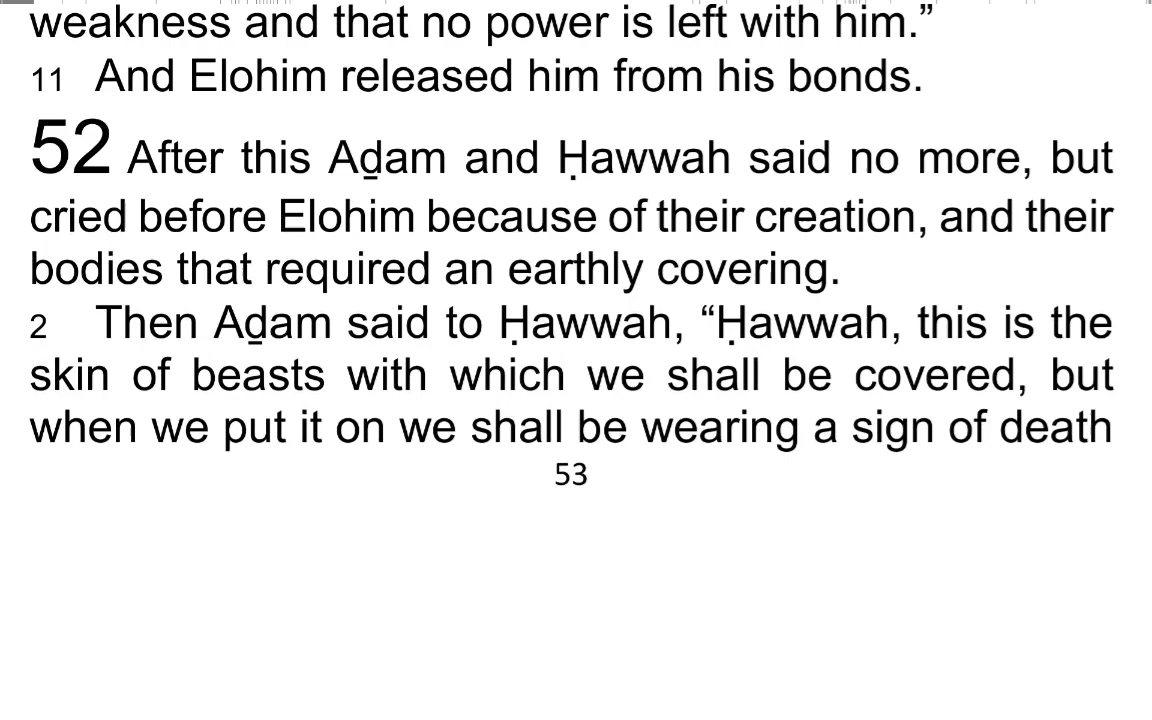 weakness and that no power is left with him.”
11 And Elohim released him from his bonds.
52 After this Aḏam and Ḥawwah said no more, but
cried before Elohim because of their creation, and their
bodies that required an earthly covering.
2 Then Aḏam said to Ḥawwah, “Ḥawwah, this is the
skin of beasts with which we shall be covered, but
when we put it on we shall be wearing a sign of death
53